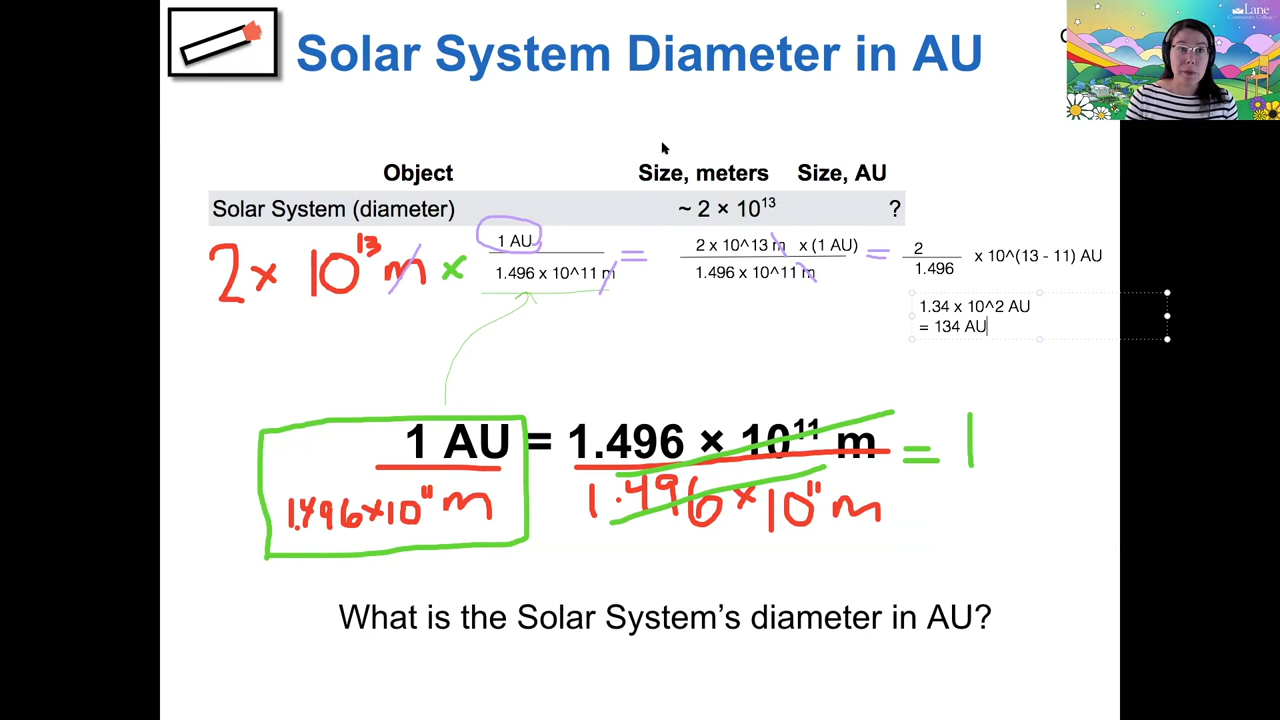 Lane
Community College
Solar System Diameter in AU
Object Size, meters Size, AU
Solar System (diameter) ~ 2 × 10¹³ ?
2 × 10¹³ m × 1 AU = 2 x 10^13 m x (1 AU) = 2 x 10^(13 - 11) AU
1.496 x 10^11 m 1.496 x 10^11 m 1.496
1.34 x 10^2 AU
= 134 AU
1 AU = 1.496 × 10¹¹ m = 1
1.496×10¹¹ m 1.496×10¹¹ m
What is the Solar System's diameter in AU?